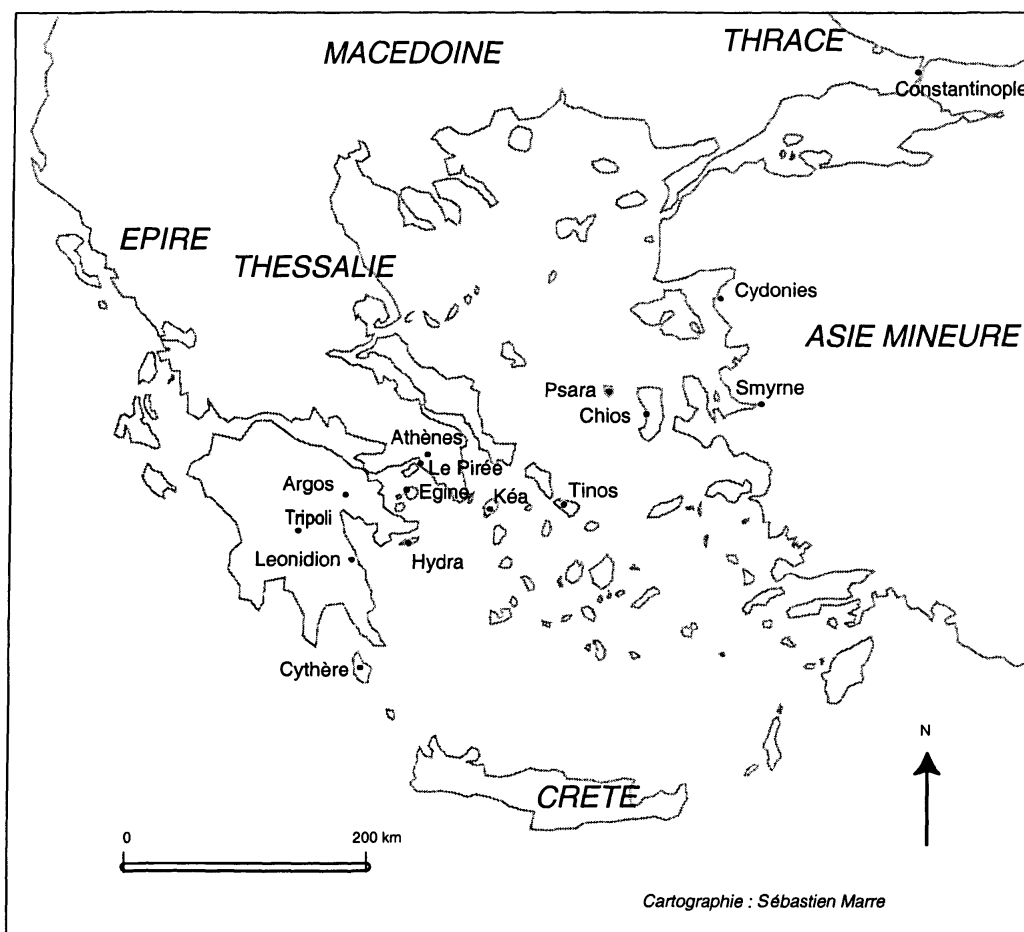 MACEDOINE
THRACE
Constantinople
EPIRE
THESSALIE
Cydonies
ASIE MINEURE
Psara
Smyrne
Chios
Athènes
Le Pirée
Argos
Egine
Kéa
Tinos
Tripoli
Leonidion
Hydra
Cythère
N
CRETE
0 200 km
Cartographie : Sébastien Marre